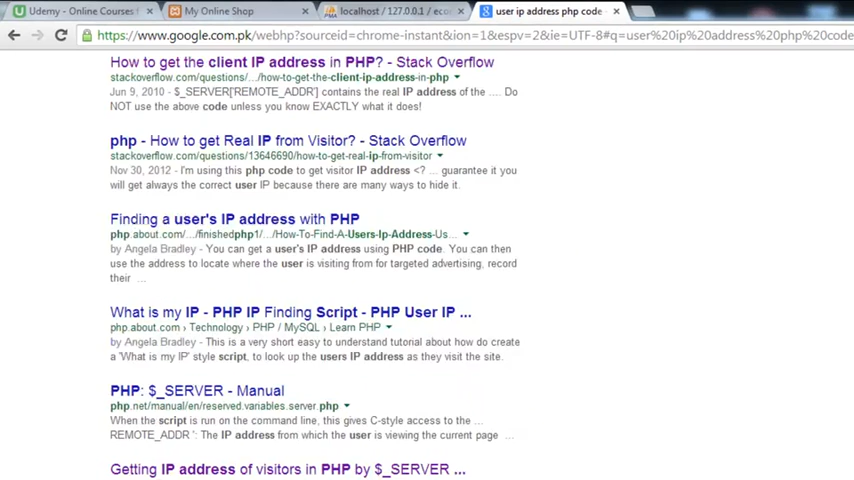 Udemy - Online Courses f
My Online Shop
localhost / 127.0.0.1 / eco
user ip address php code -
https://www.google.com.pk/webhp?sourceid=chrome-instant&ion=1&espv=2&ie=UTF-8#q=user%20ip%20address%20php%20code
How to get the client IP address in PHP? - Stack Overflow
stackoverflow.com/questions/.../how-to-get-the-client-ip-address-in-php
Jun 9, 2010 - $_SERVER['REMOTE_ADDR'] contains the real IP address of the .... Do
NOT use the above code unless you know EXACTLY what it does!
php - How to get Real IP from Visitor? - Stack Overflow
stackoverflow.com/questions/13646690/how-to-get-real-ip-from-visitor
Nov 30, 2012 - I'm using this php code to get visitor IP address <? ... guarantee it you
will get always the correct user IP because there are many ways to hide it.
Finding a user's IP address with PHP
php.about.com/.../finishedphp1/.../How-To-Find-A-Users-Ip-Address-Us...
by Angela Bradley - You can get a user's IP address using PHP code. You can then
use the address to locate where the user is visiting from for targeted advertising, record
their ...
What is my IP - PHP IP Finding Script - PHP User IP ...
php.about.com › Technology › PHP / MySQL › Learn PHP
by Angela Bradley - This is a very short easy to understand tutorial about how do create
a 'What is my IP' style script, to look up the users IP address as they visit the site.
PHP: $_SERVER - Manual
php.net/manual/en/reserved.variables.server.php
When the script is run on the command line, this gives C-style access to the ...
REMOTE_ADDR ': The IP address from which the user is viewing the current page ...
Getting IP address of visitors in PHP by $_SERVER ...